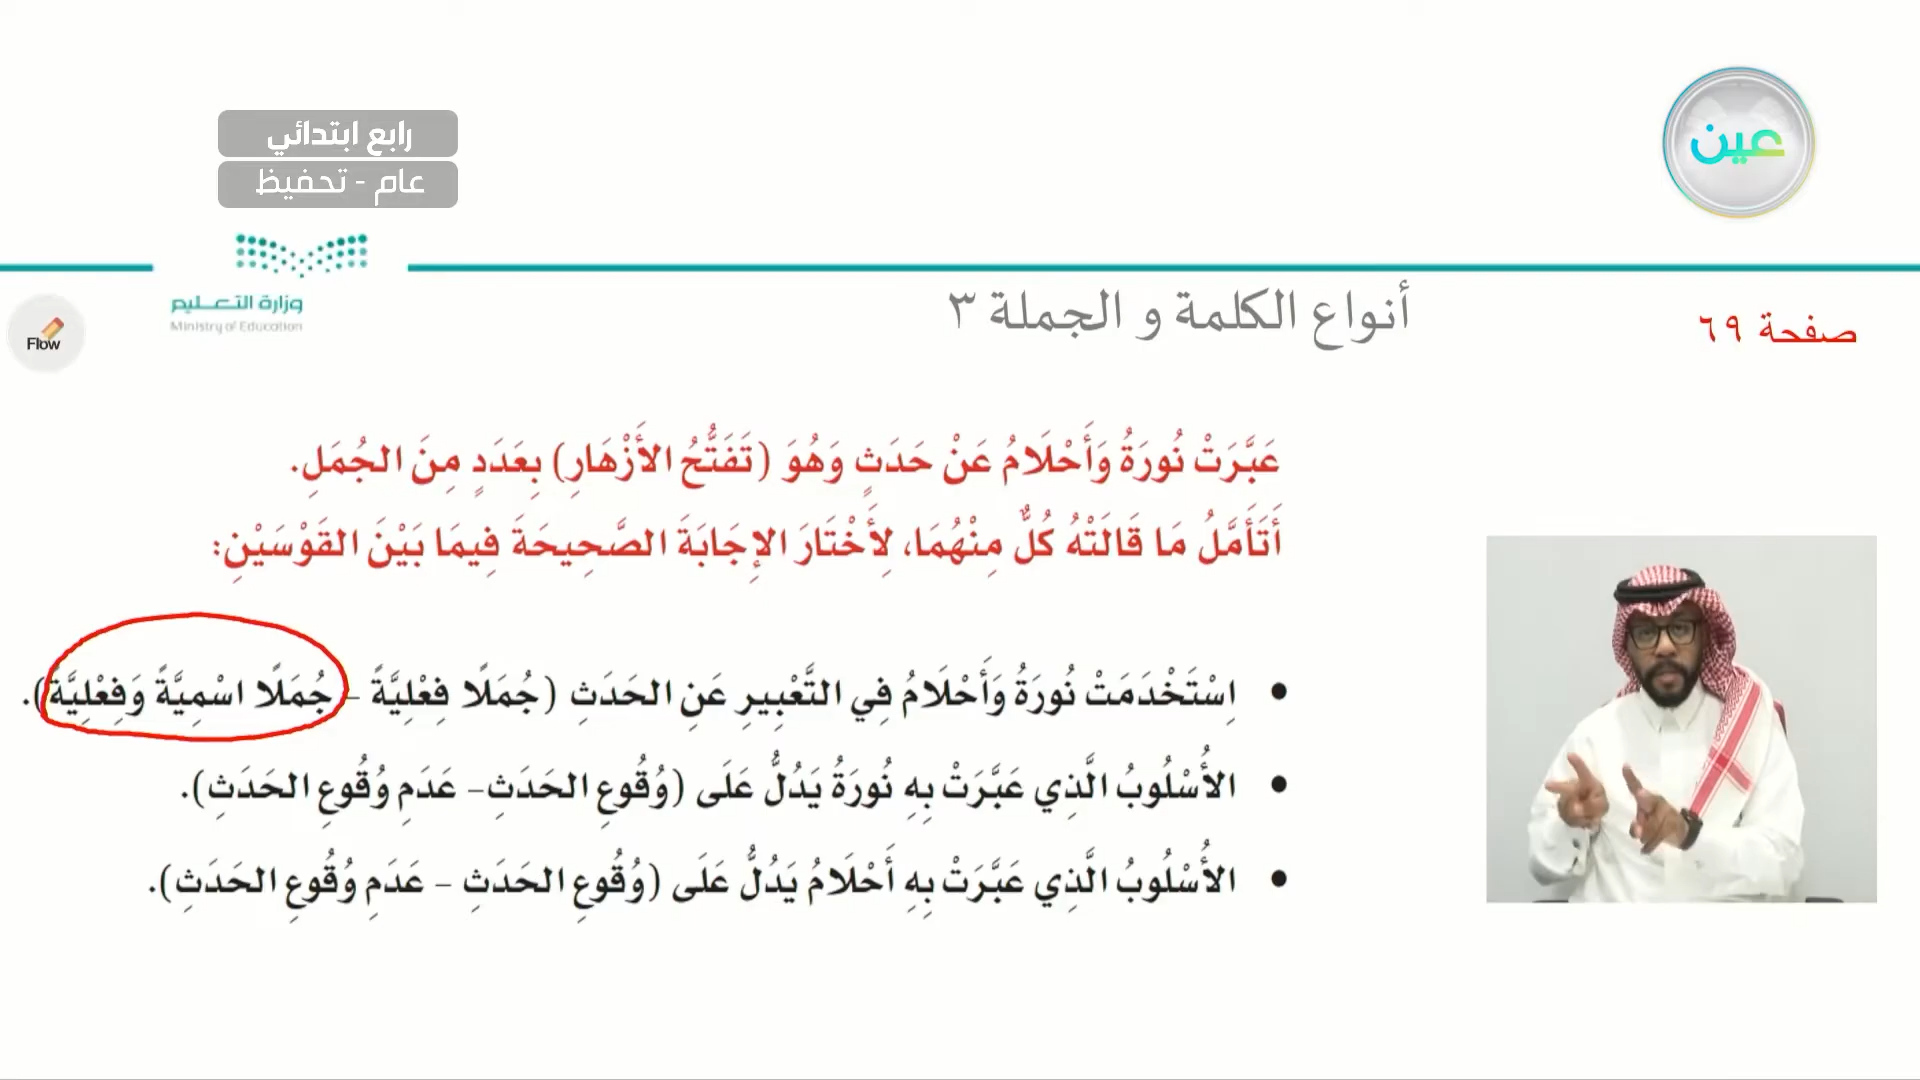 عين
رابع ابتدائي
عام - تحفيظ
وزارة التعليم
Ministry of Education
Flow
أنواع الكلمة و الجملة ٣
صفحة ٦٩
عَبَّرَتْ نُورَةُ وَأَحْلَامُ عَنْ حَدَثٍ وَهُوَ (تَفَتُّحُ الأَزْهَارِ) بِعَدَدٍ مِنَ الجُمَلِ.
أَتَأَمَّلُ مَا قَالَتْهُ كُلٌّ مِنْهُمَا، لِأَخْتَارَ الإِجَابَةَ الصَّحِيحَةَ فِيمَا بَيْنَ القَوْسَيْنِ:
• اِسْتَخْدَمَتْ نُورَةُ وَأَحْلَامُ فِي التَّعْبِيرِ عَنِ الحَدَثِ (جُمَلًا فِعْلِيَّةً – جُمَلًا اسْمِيَّةً وَفِعْلِيَّةً).
• الأُسْلُوبُ الَّذِي عَبَّرَتْ بِهِ نُورَةُ يَدُلُّ عَلَى (وُقُوعِ الحَدَثِ– عَدَمِ وُقُوعِ الحَدَثِ).
• الأُسْلُوبُ الَّذِي عَبَّرَتْ بِهِ أَحْلَامُ يَدُلُّ عَلَى (وُقُوعِ الحَدَثِ – عَدَمِ وُقُوعِ الحَدَثِ).